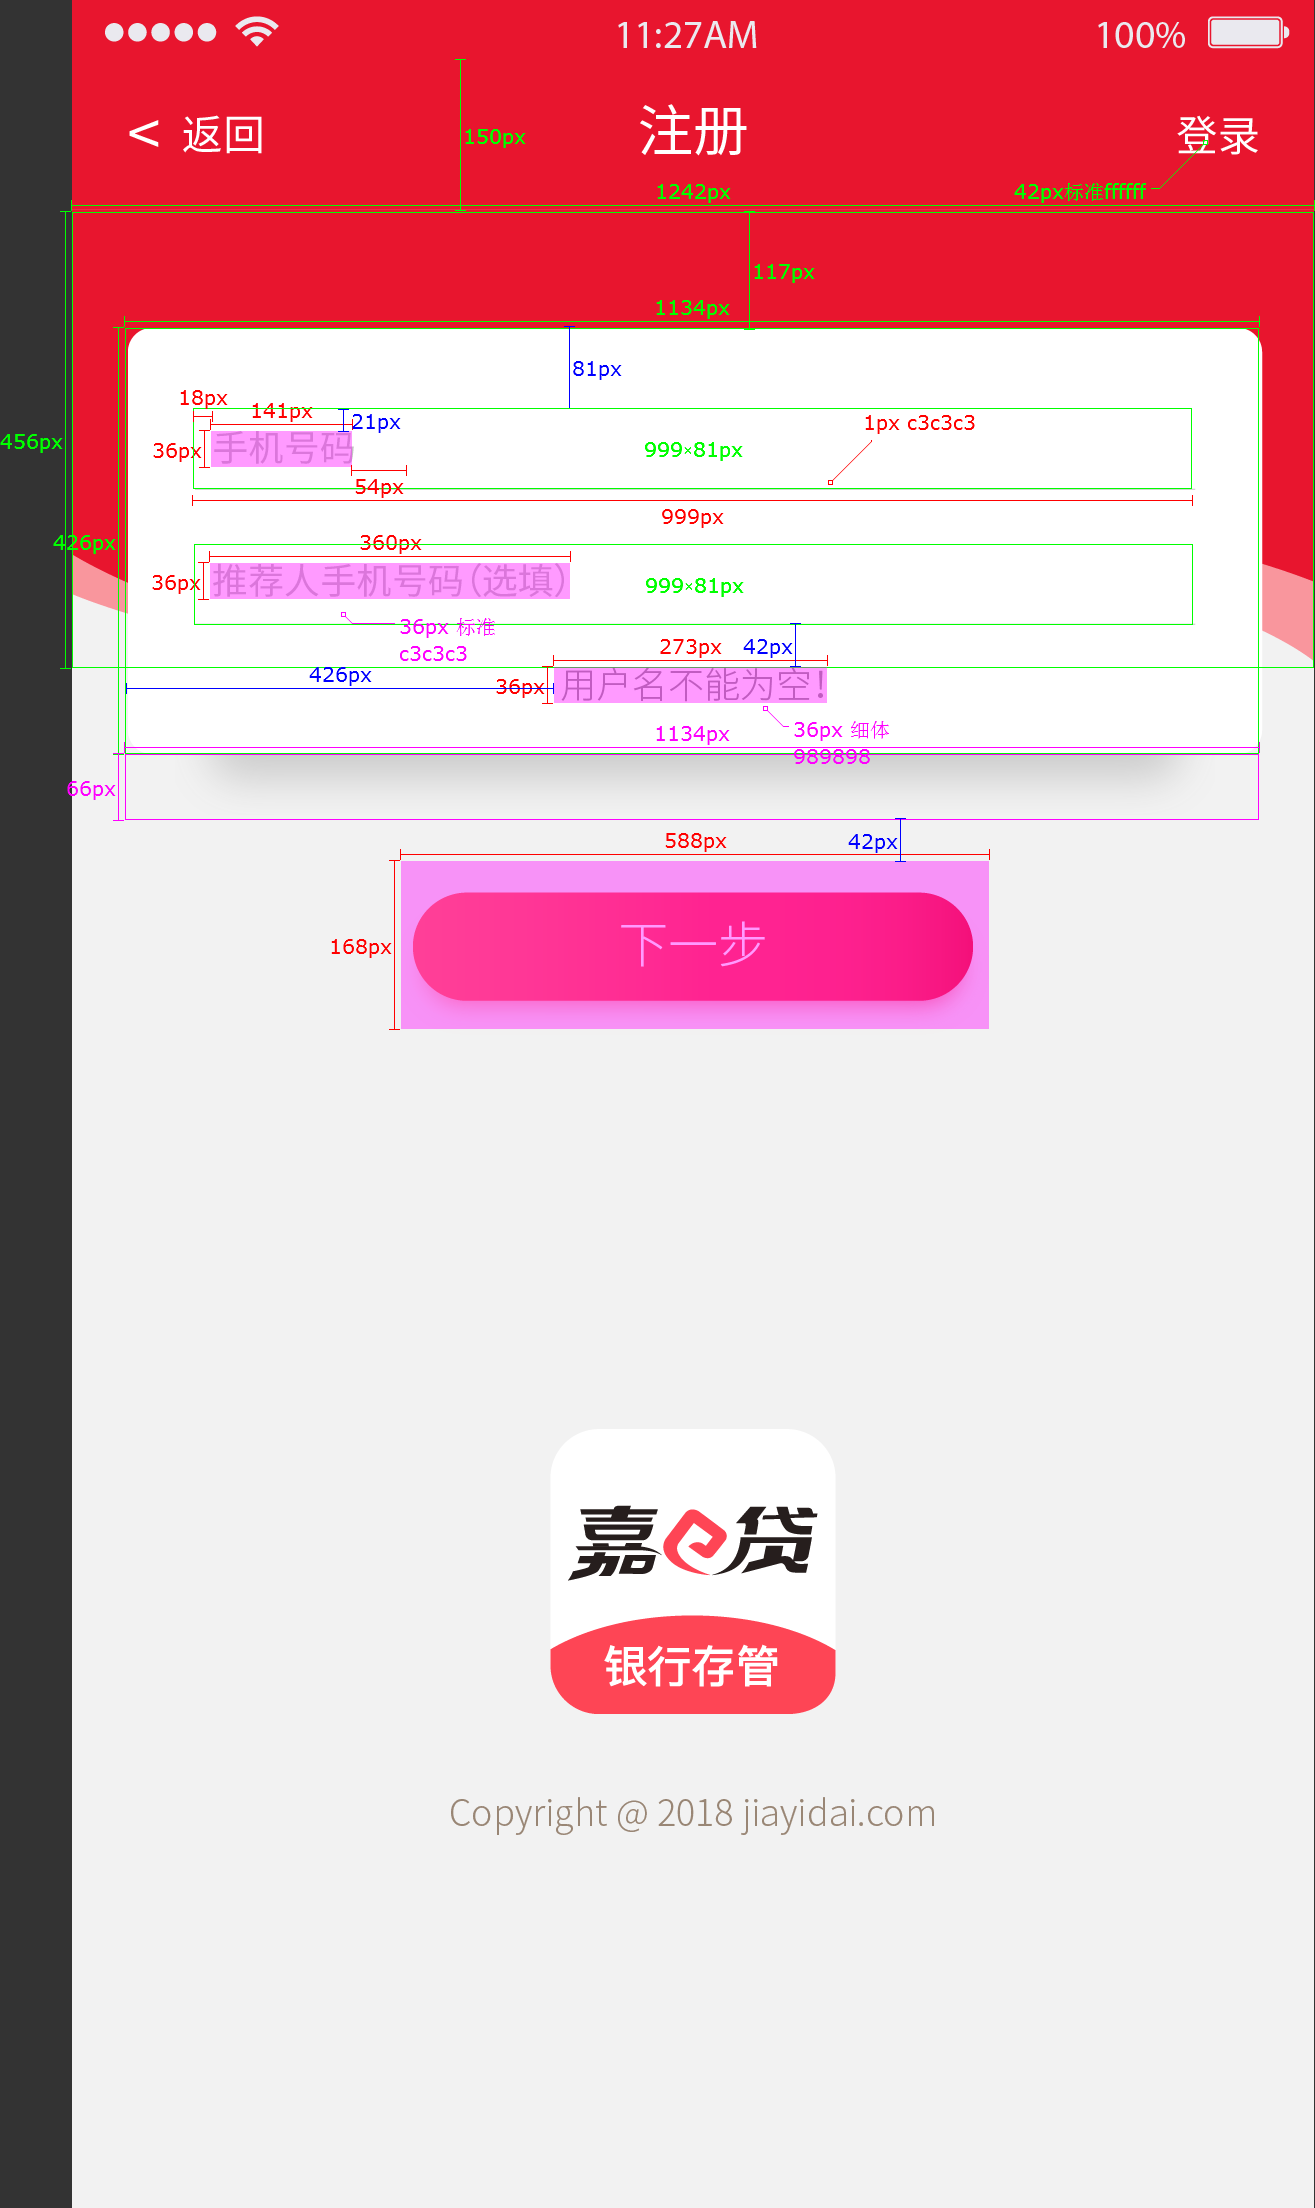 11:27AM
100%
< 返回
注册
登录
150px
1242px
42px标准ffffff
117px
1134px
81px
18px
141px
21px
1px c3c3c3
456px
36px
手机号码
999×81px
54px
999px
426px
360px
36px
推荐人手机号码(选填)
999×81px
36px 标准
c3c3c3
273px
42px
426px
36px
用户名不能为空!
1134px
36px 细体
989898
66px
588px
42px
168px
下一步
嘉e贷
银行存管
Copyright @ 2018 jiayidai.com